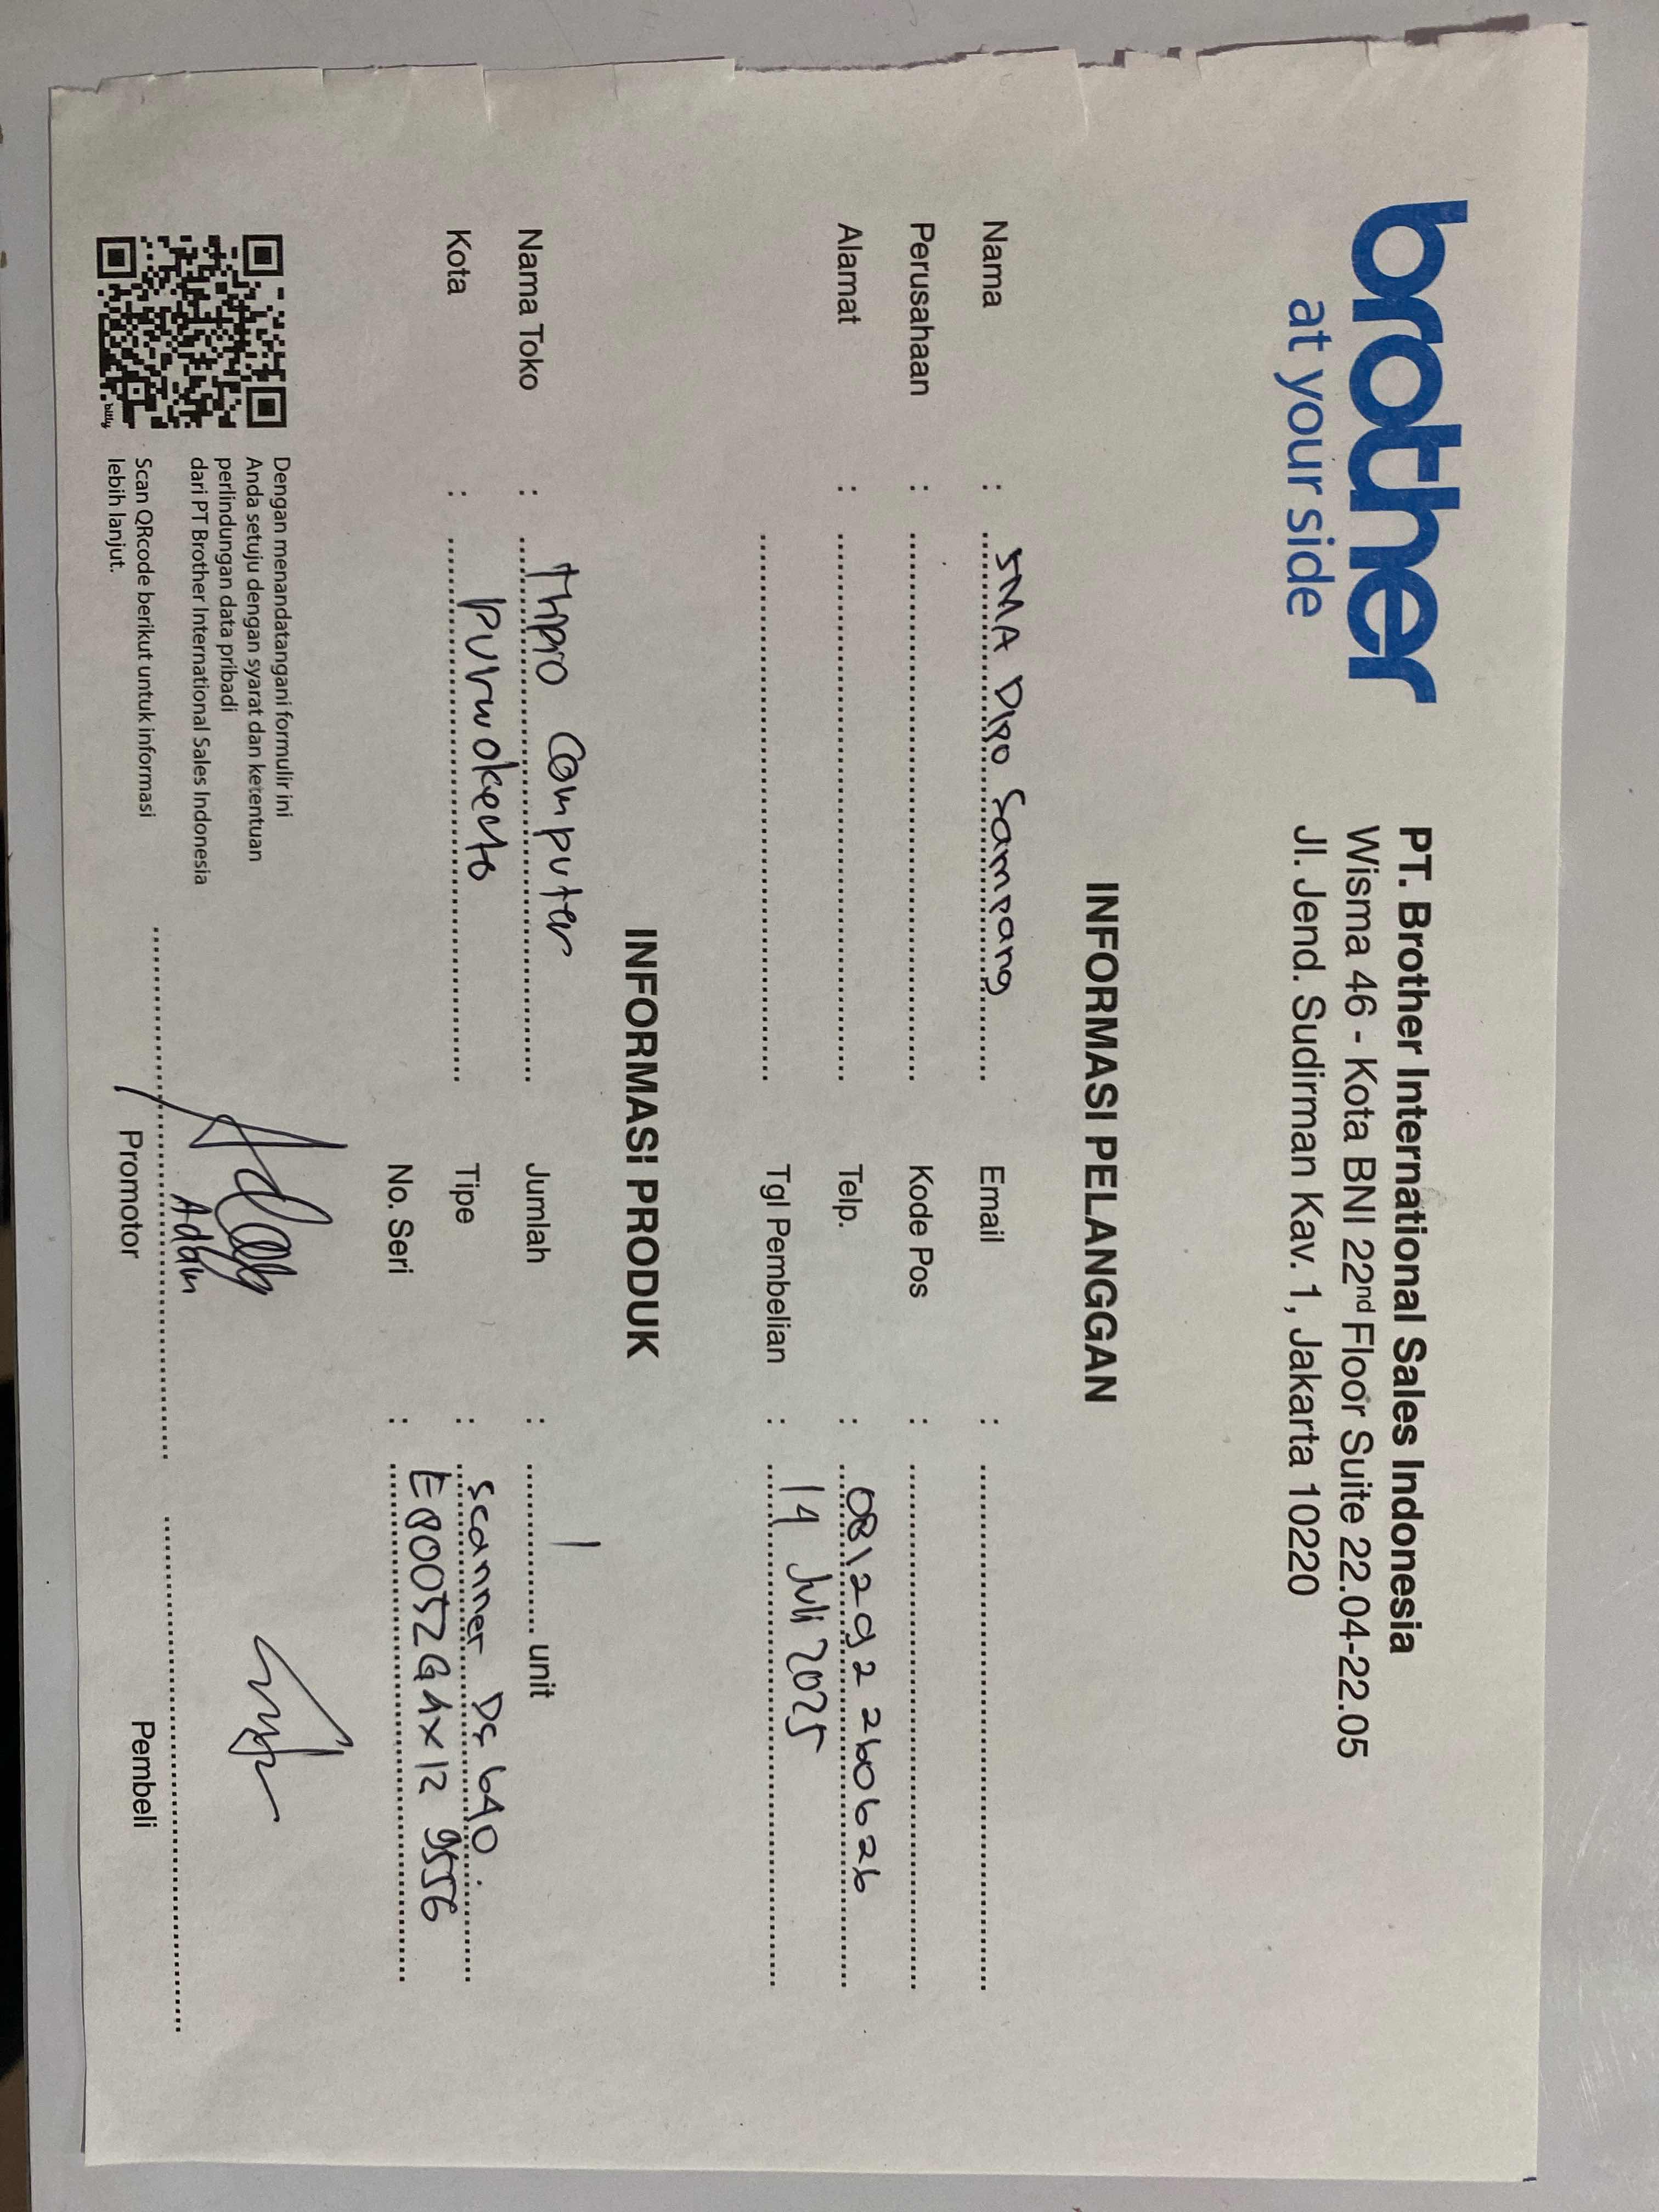 brother
at your side
PT. Brother International Sales Indonesia
Wisma 46 - Kota BNI 22nd Floor Suite 22.04-22.05
Jl. Jend. Sudirman Kav. 1, Jakarta 10220
INFORMASI PELANGGAN
Nama : SMA Dipo Sampang Email :
Perusahaan : Kode Pos :
Alamat : Telp. :081292260626
Tgl Pembelian : 14 Juli 2025
INFORMASI PRODUK
Nama Toko : Thpro Computer Jumlah : 1 unit
Kota : Purwokerto Tipe : Scanner DS 640
No. Seri :
Dengan menandatangani formulir ini
Anda setuju dengan syarat dan ketentuan
perlindungan data pribadi
dari PT Brother International Sales Indonesia
Scan QRcode berikut untuk informasi
lebih lanjut.
bitly
Adam
Promotor Pembeli